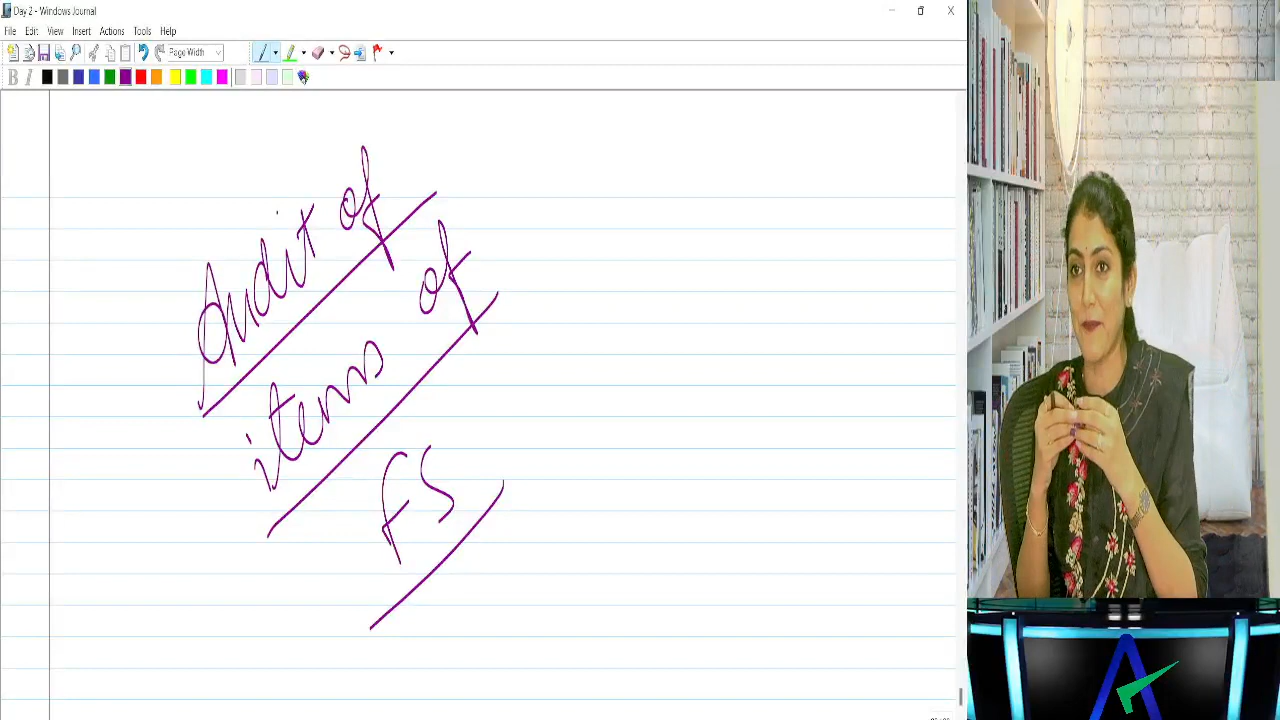 Day 2 - Windows Journal
File Edit View Insert Actions Tools Help
Page Width
B I
Audit of
items of
FS